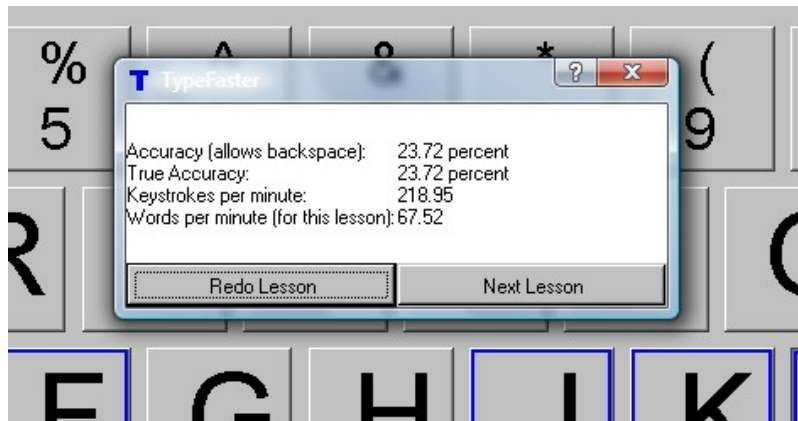 % ^ & * (
5 9
TypeFaster
Accuracy (allows backspace): 23.72 percent
True Accuracy: 23.72 percent
Keystrokes per minute: 218.95
Words per minute (for this lesson): 67.52
R
Redo Lesson Next Lesson
G H K